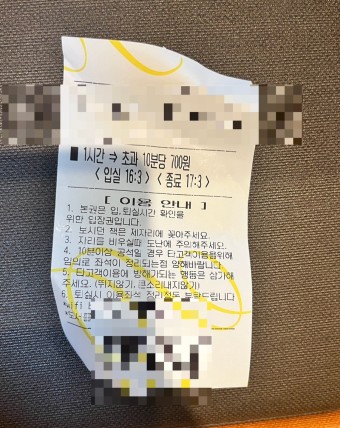 ■ 1시간 ⇒ 초과 10분당 700원
< 입실 16:3 > < 종료 17:3 >
[ 이용 안내 ]
1. 본권은 입,퇴실시간 확인을
위한 입장권입니다.
2. 보시던 책은 제자리에 꽂아주세요.
3. 자리를 비우실때 도난에 주의해주세요.
4. 10분이상 공석일 경우 타고객이용을위해
임의로 좌석이 정리되는점 양해바랍니다
5. 타고객이용에 방해가되는 행동은 삼가해
주세요. (뛰지않기, 큰소리내지않기)
6. 퇴실시 이용좌석 정리정돈 부탁드립니다